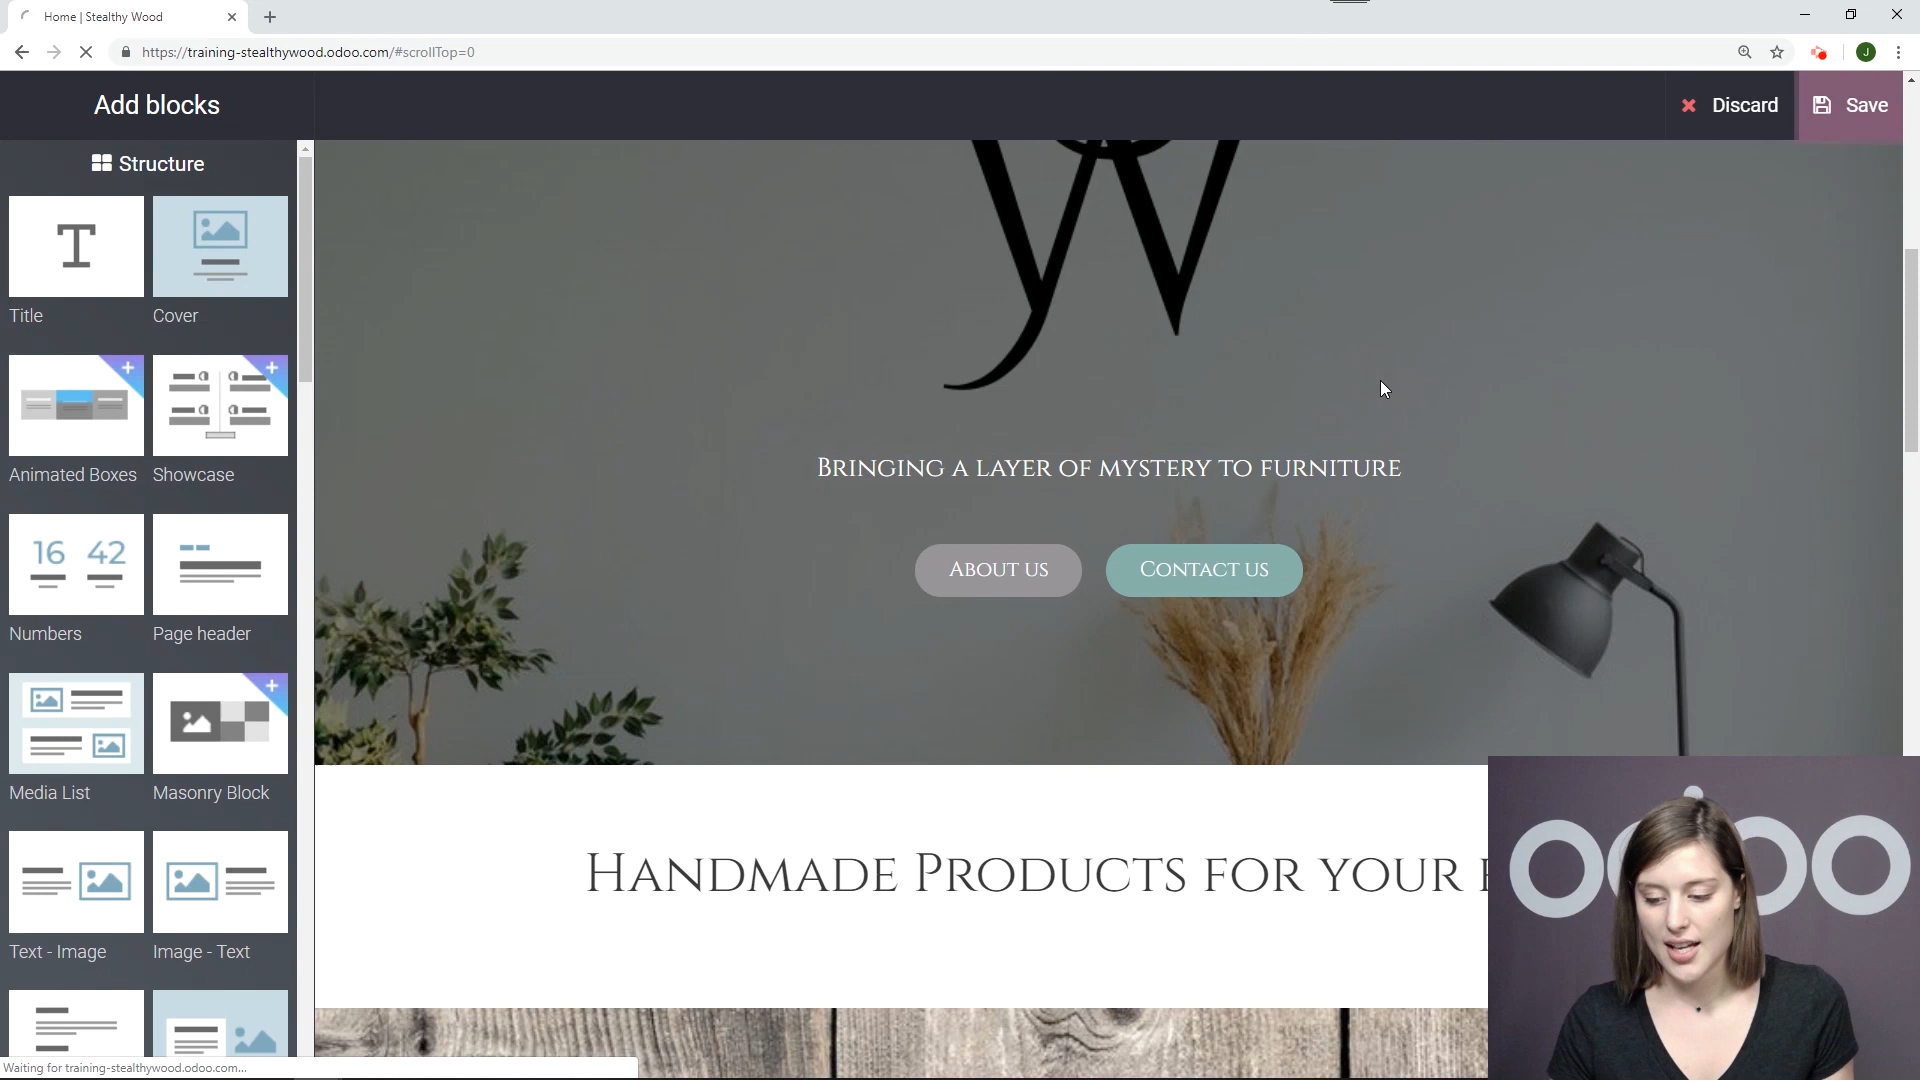 Home | Stealthy Wood
https://training-stealthywood.odoo.com/#scrollTop=0
J
Add blocks
Discard
Save
Structure
T
Title
Cover
Animated Boxes
Showcase
16 42
Numbers
Page header
Media List
Masonry Block
Text - Image
Image - Text
Bringing a layer of mystery to furniture
About us
Contact us
Handmade Products for your
odoo
Waiting for training-stealthywood.odoo.com...